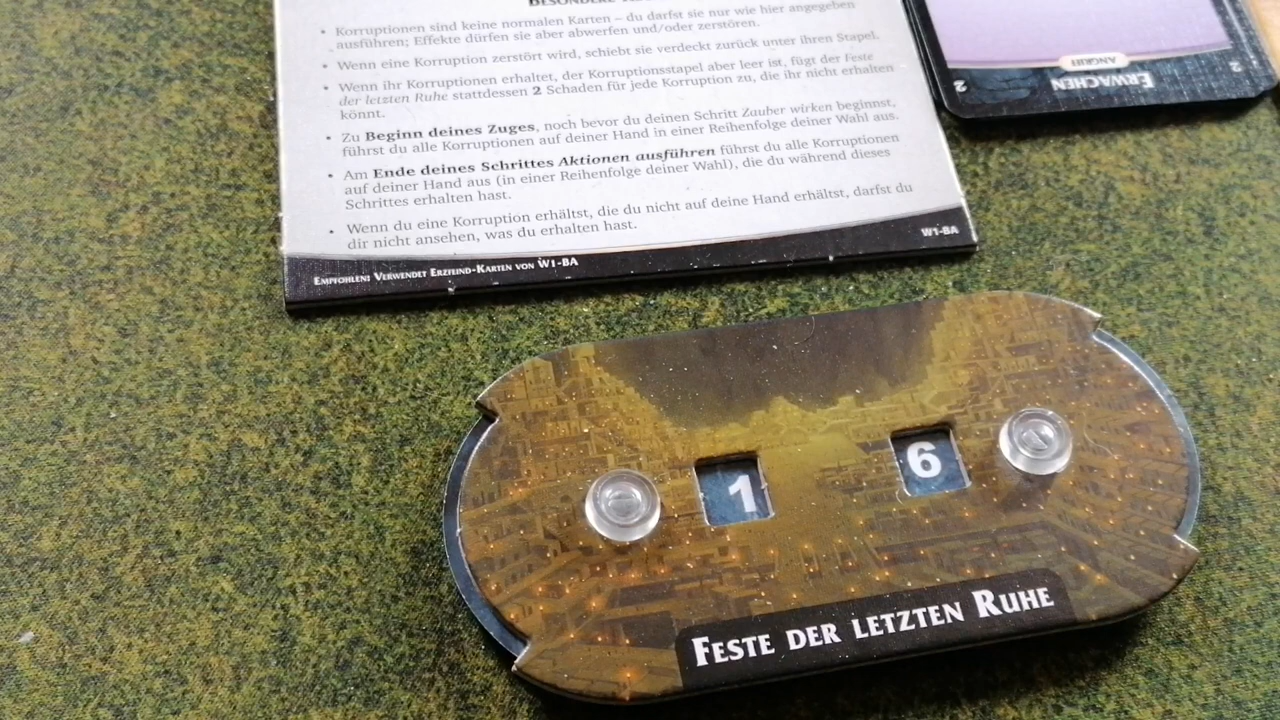 BESONDERE
• Korruptionen sind keine normalen Karten – du darfst sie nur wie hier angegeben
ausführen; Effekte dürfen sie aber abwerfen und/oder zerstören.
• Wenn eine Korruption zerstört wird, schiebt sie verdeckt zurück unter ihren Stapel.
• Wenn ihr Korruptionen erhaltet, der Korruptionsstapel aber leer ist, fügt der Feste
der letzten Ruhe stattdessen 2 Schaden für jede Korruption zu, die ihr nicht erhalten
könnt.
• Zu Beginn deines Zuges, noch bevor du deinen Schritt Zauber wirken beginnst,
führst du alle Korruptionen auf deiner Hand in einer Reihenfolge deiner Wahl aus.
• Am Ende deines Schrittes Aktionen ausführen führst du alle Korruptionen
auf deiner Hand aus (in einer Reihenfolge deiner Wahl), die du während dieses
Schrittes erhalten hast.
• Wenn du eine Korruption erhältst, die du nicht auf deine Hand erhältst, darfst du
dir nicht ansehen, was du erhalten hast.
EMPFOHLEN: VERWENDET ERZFEIND-KARTEN VON W1-BA
W1-BA
ANGRIFF
2 ERWACHEN 2
1 6
FESTE DER LETZTEN RUHE